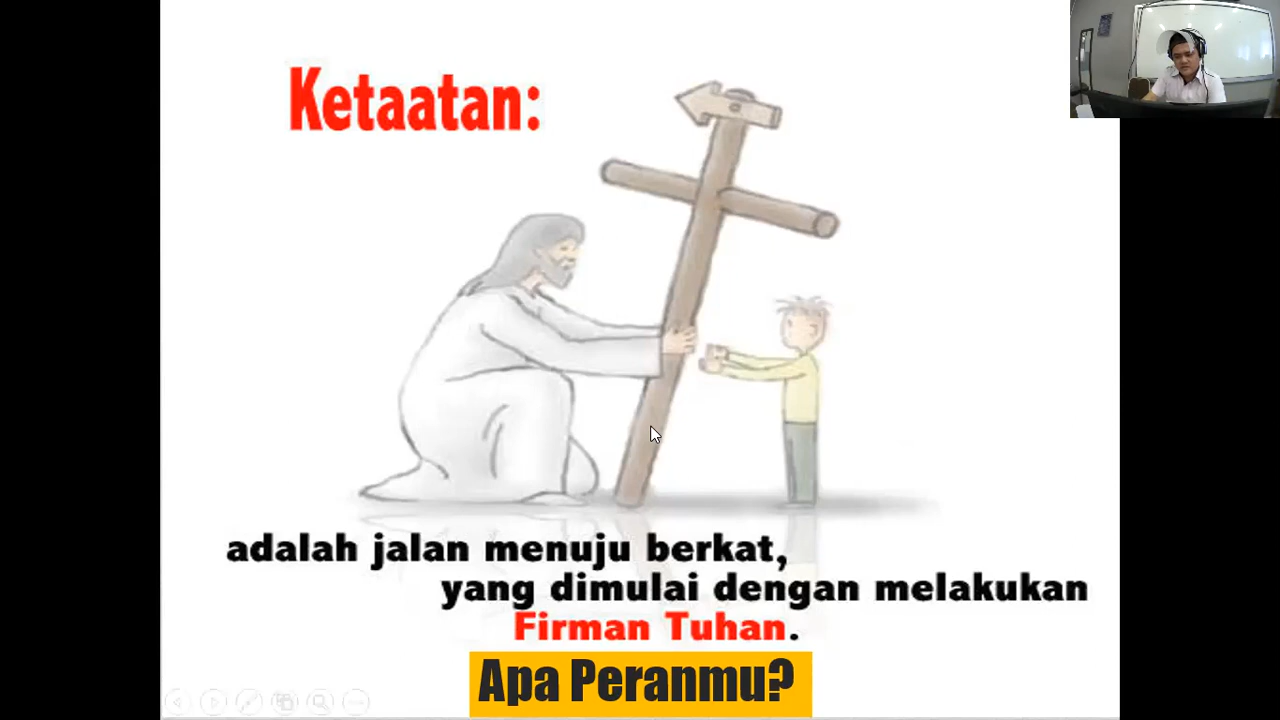 Ketaatan:
adalah jalan menuju berkat,
yang dimulai dengan melakukan
Firman Tuhan.
Apa Peranmu?